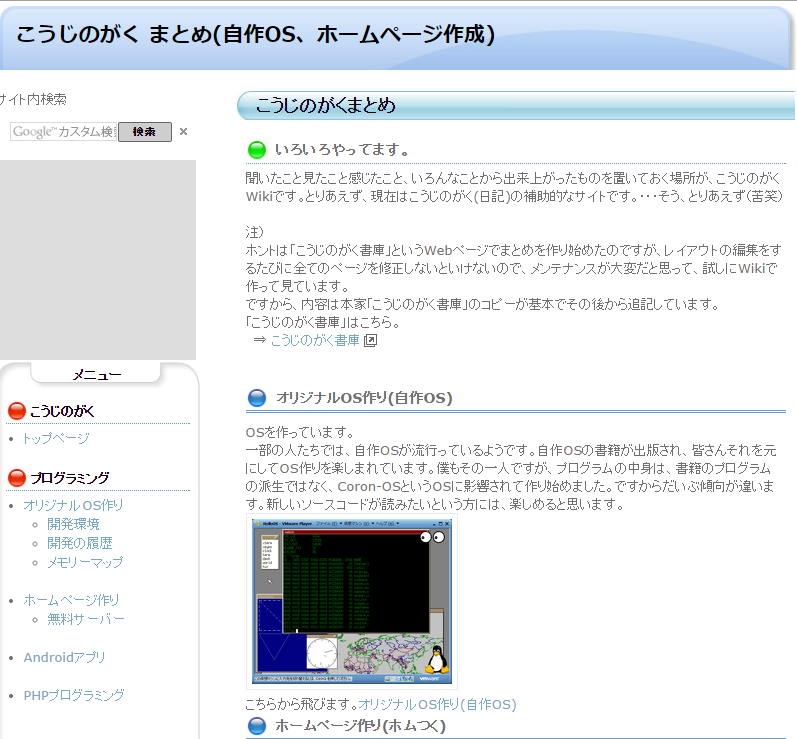 こうじのがく まとめ(自作OS、ホームページ作成)
サイト内検索
Google™カスタム検
検索
×
メニュー
こうじのがく
トップページ
プログラミング
オリジナルOS作り
開発環境
開発の履歴
メモリーマップ
ホームページ作り
無料サーバー
Androidアプリ
PHPプログラミング
こうじのがくまとめ
いろいろやってます。
聞いたこと見たこと感じたこと、いろんなことから出来上がったものを置いておく場所が、こうじのがく
Wikiです。とりあえず、現在はこうじのがく(日記)の補助的なサイトです。・・・そう、とりあえず(苦笑)
注)
ホントは「こうじのがく書庫」というWebページでまとめを作り始めたのですが、レイアウトの編集をす
るたびに全てのページを修正しないといけないので、メンテナンスが大変だと思って、試しにWikiで
作って見ています。
ですから、内容は本家「こうじのがく書庫」のコピーが基本でその後から追記しています。
「こうじのがく書庫」はこちら。
⇒ こうじのがく書庫
オリジナルOS作り(自作OS)
OSを作っています。
一部の人たちでは、自作OSが流行っているようです。自作OSの書籍が出版され、皆さんそれを元
にしてOS作りを楽しまれています。僕もその一人ですが、プログラムの中身は、書籍のプログラム
の派生ではなく、Coron-OSというOSに影響されて作り始めました。ですからだいぶ傾向が違いま
す。新しいソースコードが読みたいという方には、楽しめると思います。
こちらから飛びます。オリジナルOS作り(自作OS)
ホームページ作り(ホムつく)